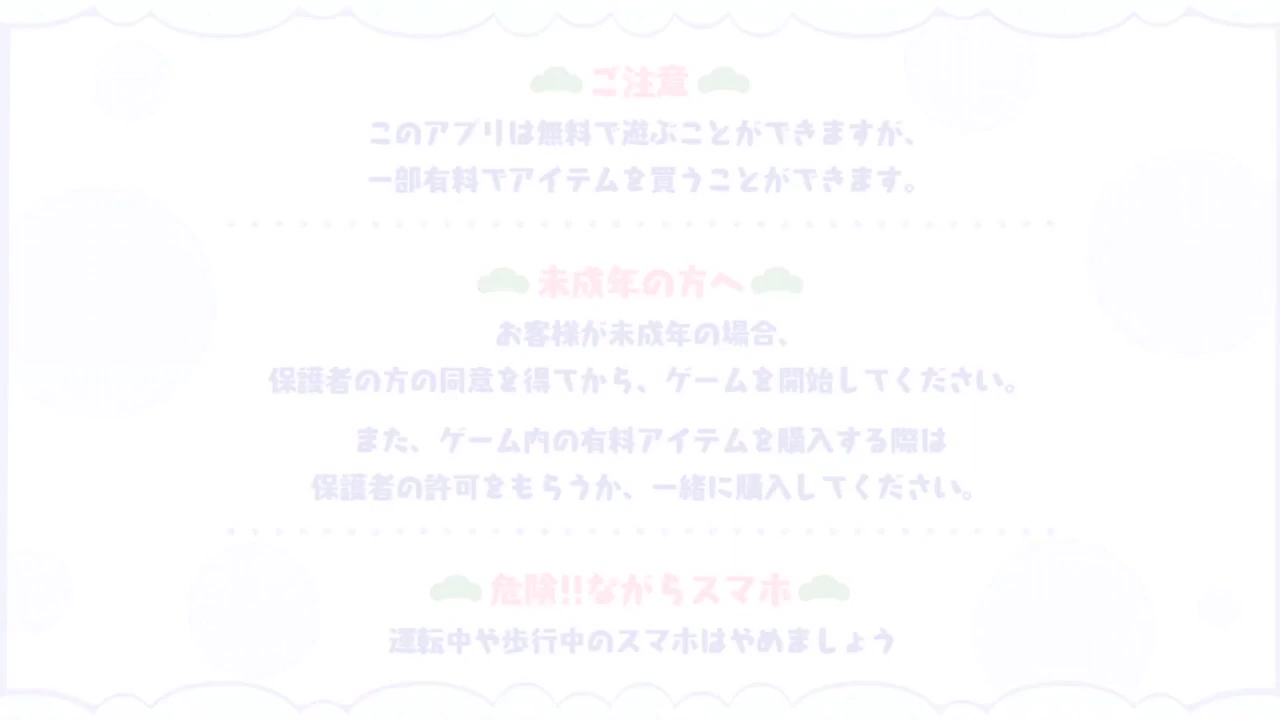 ご注意
このアプリは無料で遊ぶことができますが、
一部有料でアイテムを買うことができます。
未成年の方へ
お客様が未成年の場合、
保護者の方の同意を得てから、ゲームを開始してください。
また、ゲーム内の有料アイテムを購入する際は
保護者の許可をもらうか、一緒に購入してください。
危険!!ながらスマホ
運転中や歩行中のスマホはやめましょう